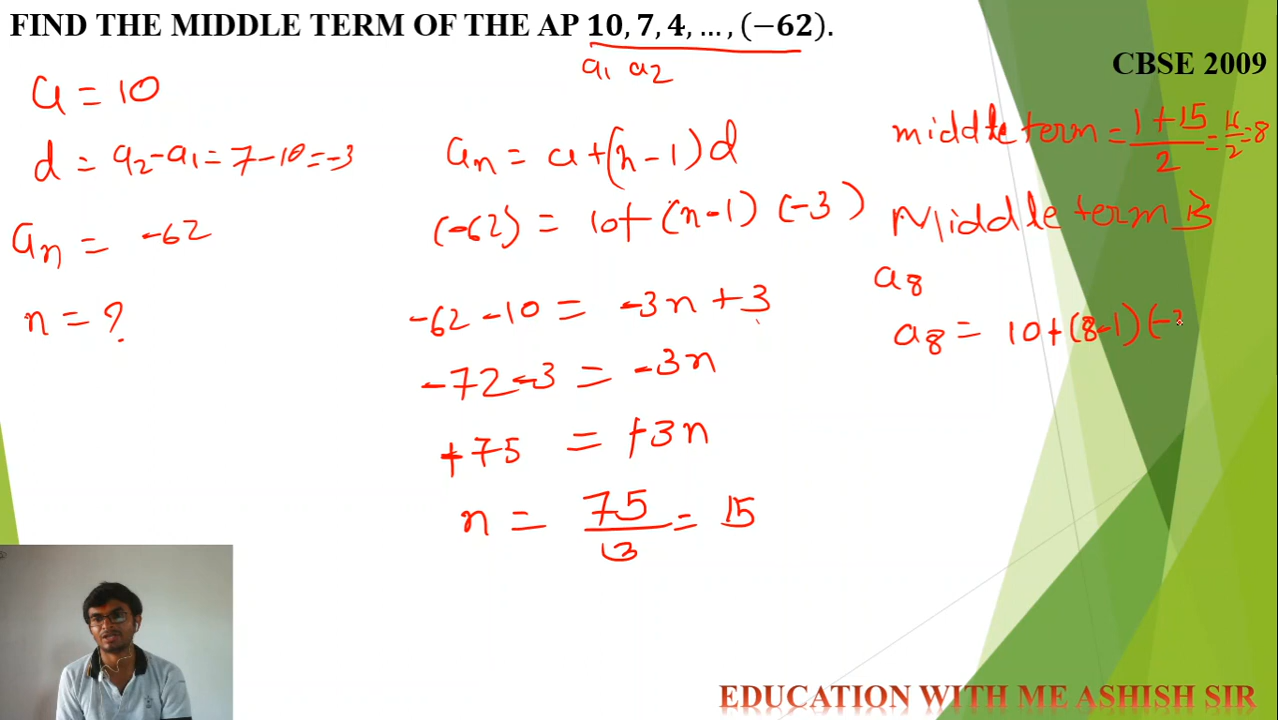 FIND THE MIDDLE TERM OF THE AP 10, 7, 4, ... , (−62).
a1 a2
CBSE 2009
a = 10
d = a2 - a1 = 7 - 10 = -3
an = -62
n = ?
an = a + (n - 1) d
(-62) = 10 + (n - 1) (-3)
-62 - 10 = -3n + 3
-72 - 3 = -3n
+75 = +3n
n = 75/3 = 15
middle term = 1 + 15 / 2 = 16/2 = 8
Middle term is
a8
a8 = 10 + (8 - 1) (-3
EDUCATION WITH ME ASHISH SIR